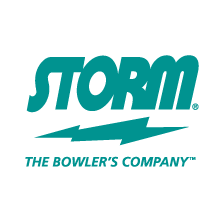 STORM®
THE BOWLER'S COMPANY™